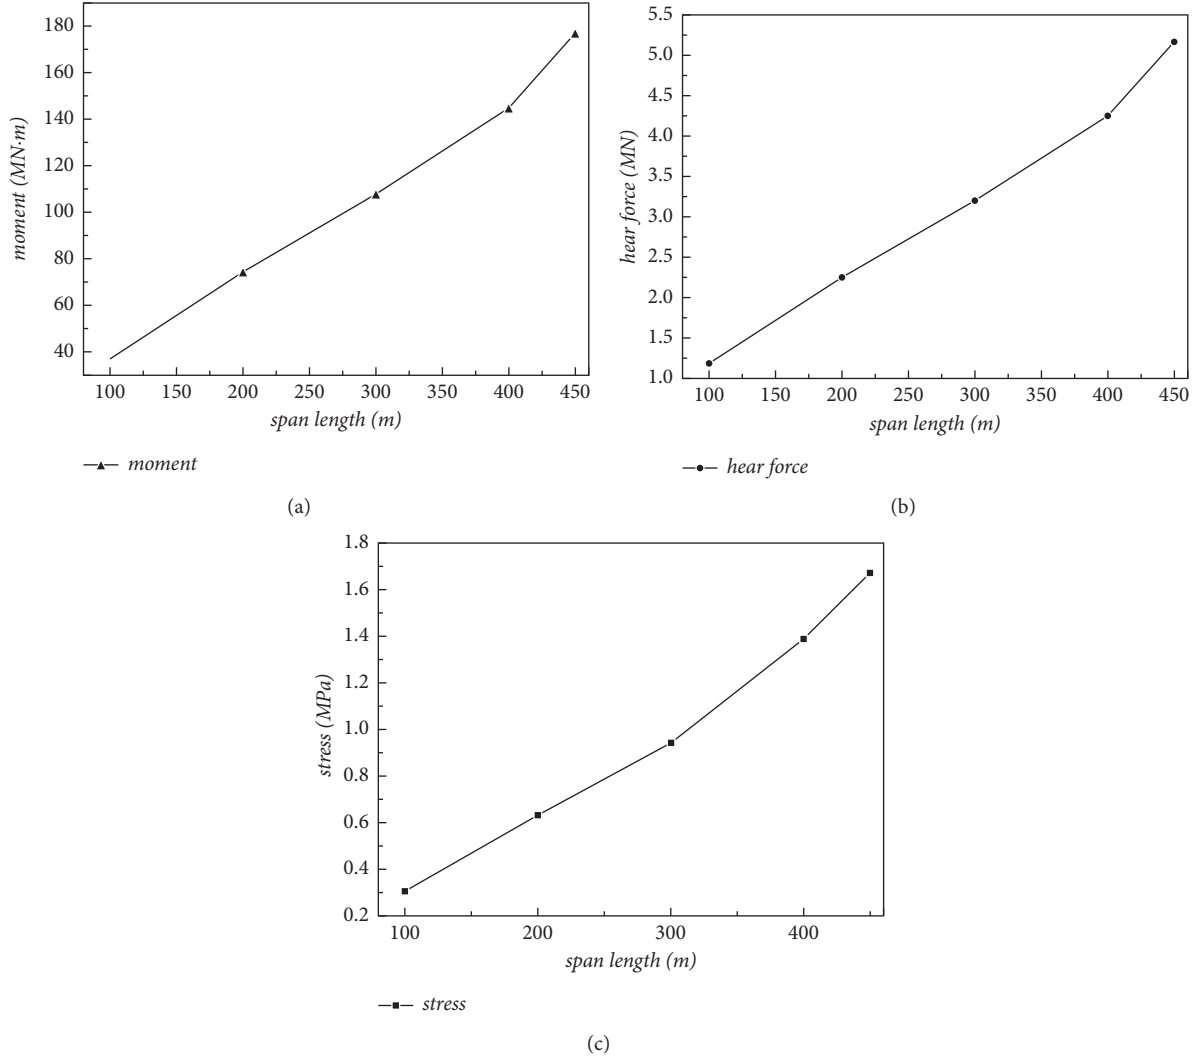 180
160
140
120
100
80
60
40
moment (MN·m)
100 150 200 250 300 350 400 450
span length (m)
moment
(a)
5.5
5.0
4.5
4.0
3.5
3.0
2.5
2.0
1.5
1.0
hear force (MN)
100 150 200 250 300 350 400 450
span length (m)
hear force
(b)
1.8
1.6
1.4
1.2
1.0
0.8
0.6
0.4
0.2
stress (MPa)
100 200 300 400
span length (m)
stress
(c)